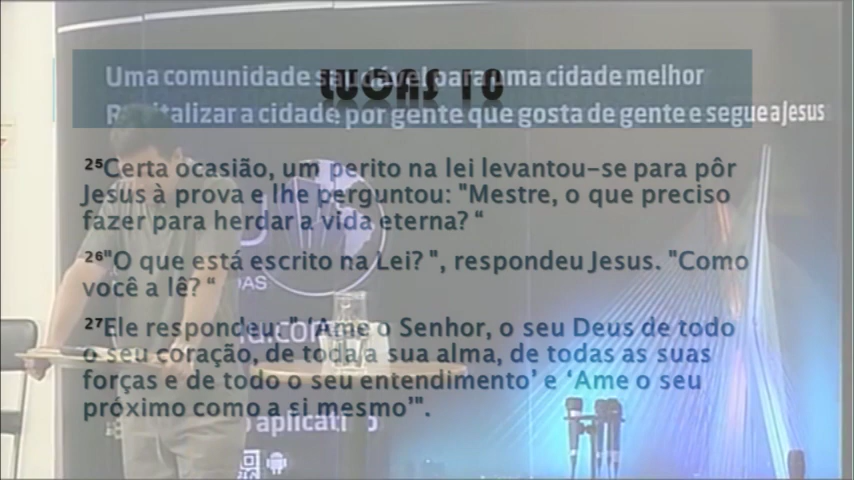 Uma comunidade saudável para uma cidade melhor
LUCAS 10
Revitalizar a cidade, por gente que gosta de gente e segue a Jesus
25Certa ocasião, um perito na lei levantou-se para pôr
Jesus à prova e lhe perguntou: "Mestre, o que preciso
fazer para herdar a vida eterna? “
26"O que está escrito na Lei? ", respondeu Jesus. "Como
você a lê? “
27Ele respondeu: " ‘Ame o Senhor, o seu Deus de todo
o seu coração, de toda a sua alma, de todas as suas
forças e de todo o seu entendimento’ e ‘Ame o seu
próximo como a si mesmo’".